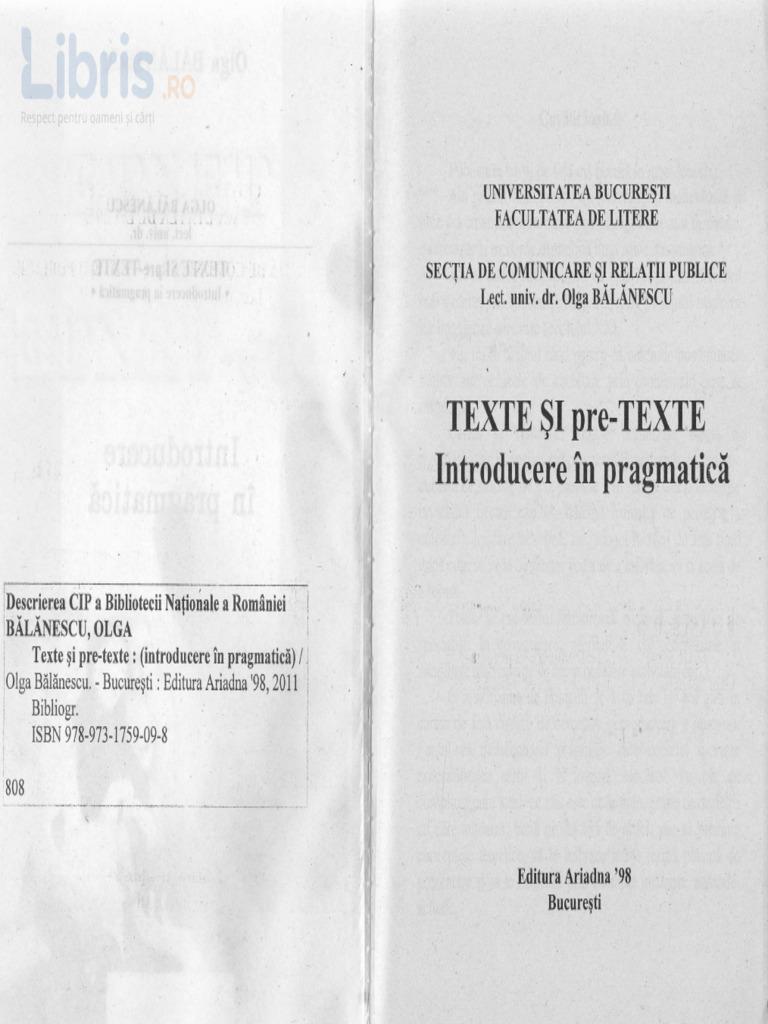 Libris.RO
Respect pentru oameni și cărți
Descrierea CIP a Bibliotecii Naționale a României
BĂLĂNESCU, OLGA
Texte și pre-texte : (introducere în pragmatică) /
Olga Bălănescu. - București : Editura Ariadna '98, 2011
Bibliogr.
ISBN 978-973-1759-09-8
808
UNIVERSITATEA BUCUREȘTI
FACULTATEA DE LITERE
SECȚIA DE COMUNICARE ȘI RELAȚII PUBLICE
Lect. univ. dr. Olga BĂLĂNESCU
TEXTE ȘI pre-TEXTE
Introducere în pragmatică
Editura Ariadna ’98
București